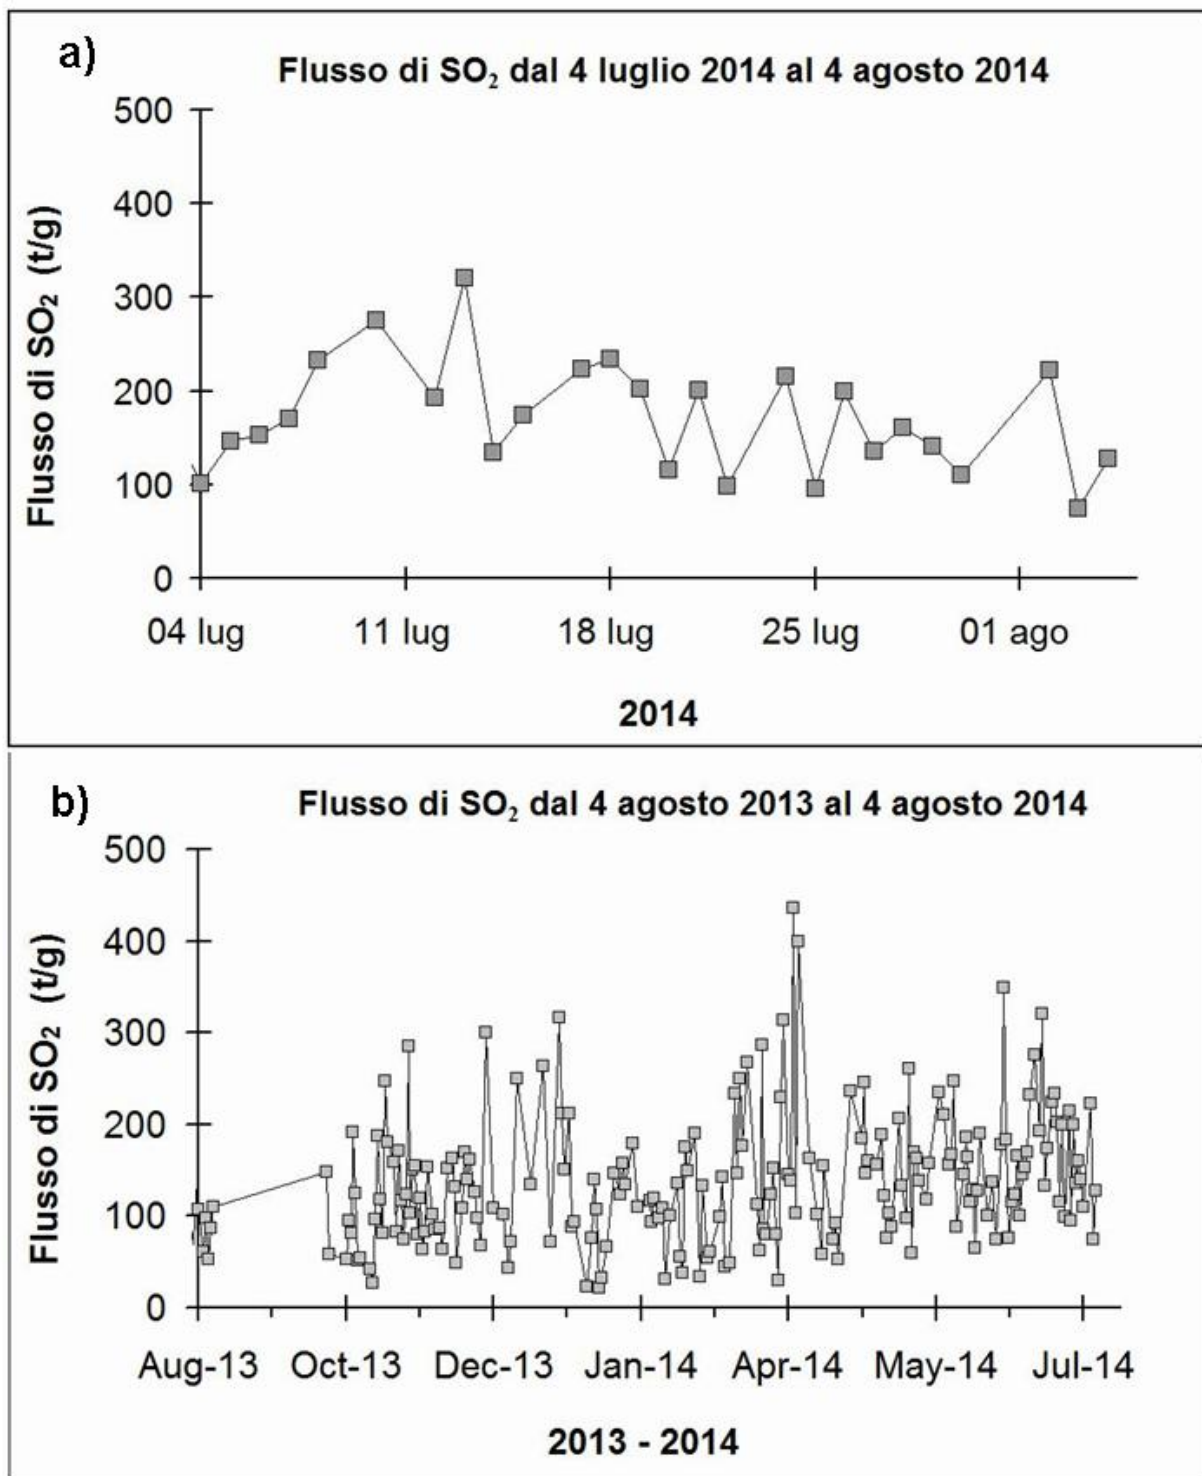 a)
Flusso di SO₂ dal 4 luglio 2014 al 4 agosto 2014
Flusso di SO₂ (t/g)
500
400
300
200
100
0
04 lug 11 lug 18 lug 25 lug 01 ago
2014
b)
Flusso di SO₂ dal 4 agosto 2013 al 4 agosto 2014
Flusso di SO₂ (t/g)
500
400
300
200
100
0
Aug-13 Oct-13 Dec-13 Jan-14 Apr-14 May-14 Jul-14
2013 - 2014